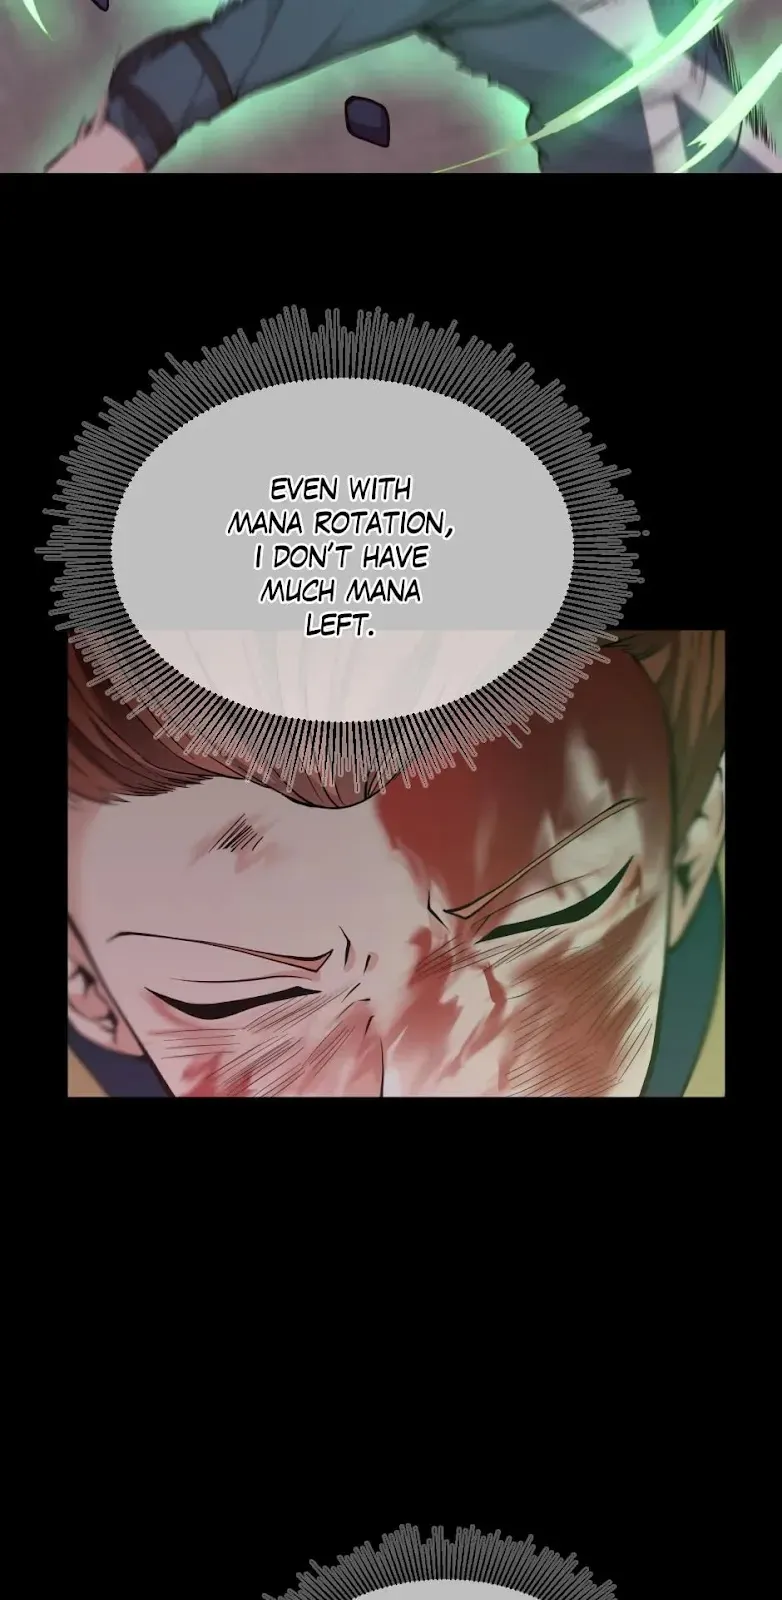 EVEN WITH
MANA ROTATION,
I DON'T HAVE
MUCH MANA
LEFT.